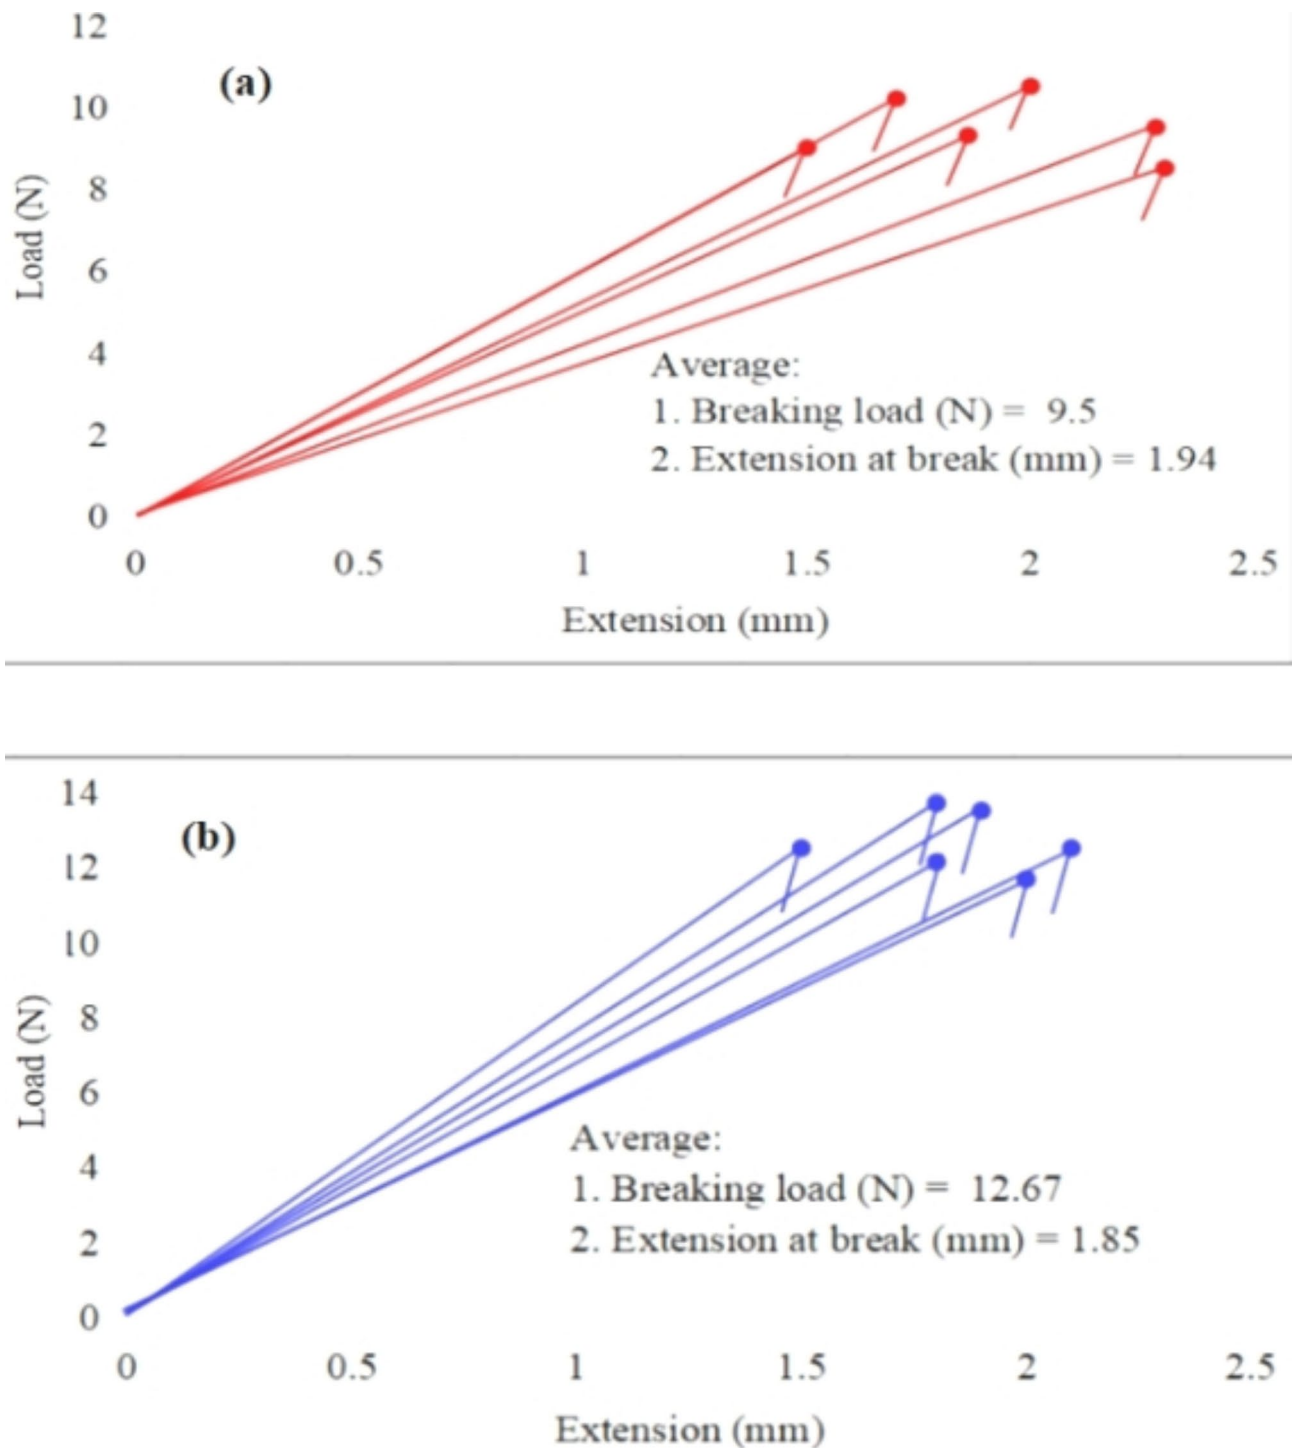 12
(a)
10
8
6
4
2
0
Load (N)
Average:
1. Breaking load (N) = 9.5
2. Extension at break (mm) = 1.94
0 0.5 1 1.5 2 2.5
Extension (mm)
14
(b)
12
10
8
6
4
2
0
Load (N)
Average:
1. Breaking load (N) = 12.67
2. Extension at break (mm) = 1.85
0 0.5 1 1.5 2 2.5
Extension (mm)